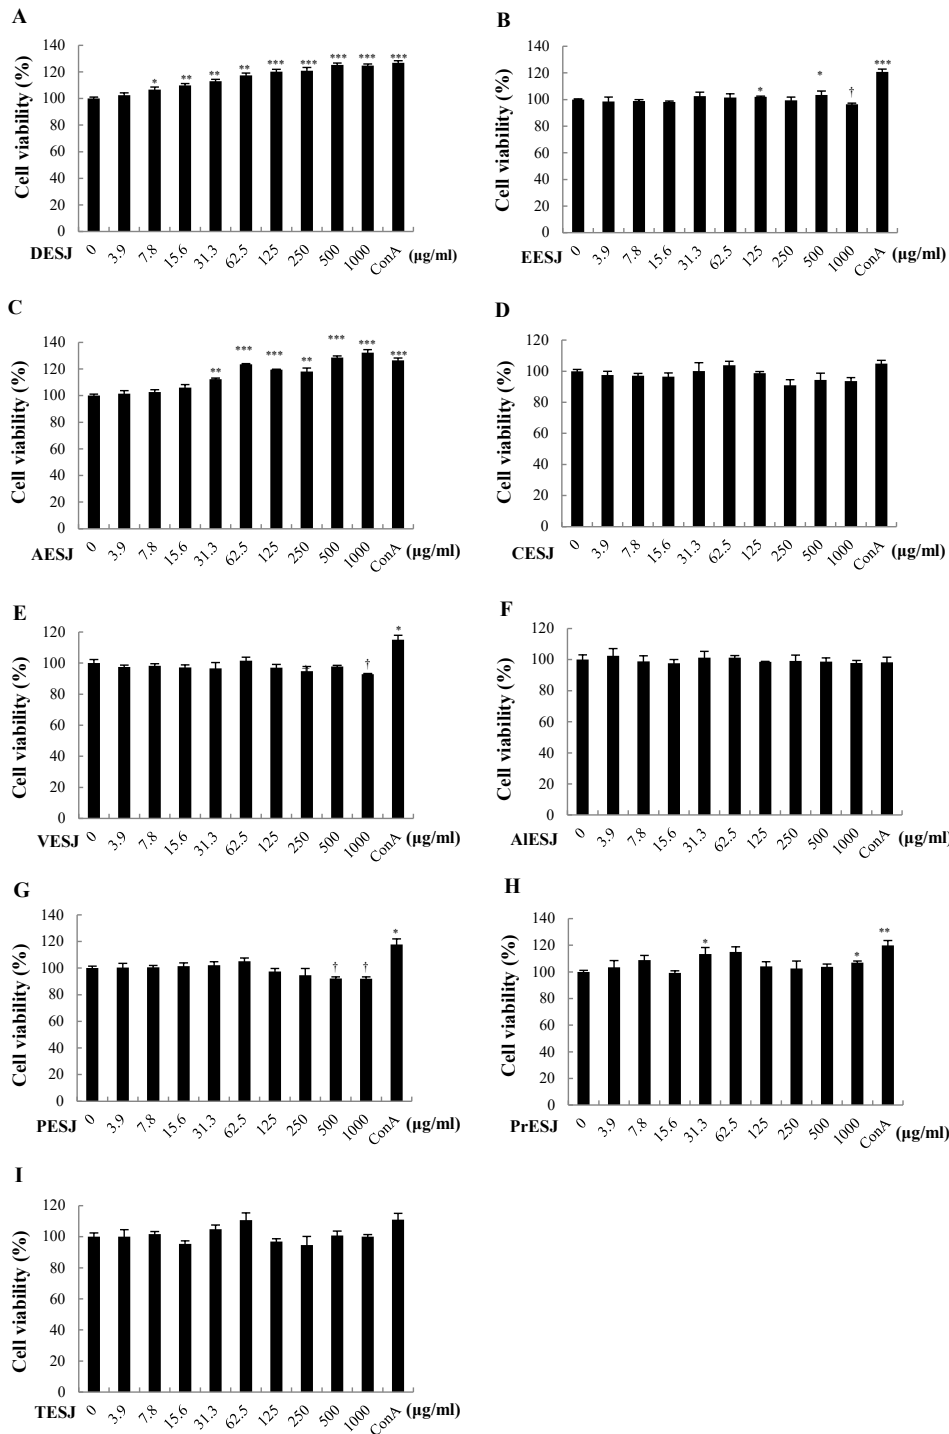 A
Cell viability (%)
140
120
100
80
60
40
20
0
* ** ** ** *** *** *** *** ***
DESJ 0 3.9 7.8 15.6 31.3 62.5 125 250 500 1000 ConA (µg/ml)
B
Cell viability (%)
140
120
100
80
60
40
20
0
* * † ***
EESJ 0 3.9 7.8 15.6 31.3 62.5 125 250 500 1000 ConA (µg/ml)
C
Cell viability (%)
140
120
100
80
60
40
20
0
** *** *** ** *** *** ***
AESJ 0 3.9 7.8 15.6 31.3 62.5 125 250 500 1000 ConA (µg/ml)
D
Cell viability (%)
120
100
80
60
40
20
0
CESJ 0 3.9 7.8 15.6 31.3 62.5 125 250 500 1000 ConA (µg/ml)
E
Cell viability (%)
120
100
80
60
40
20
0
† *
VESJ 0 3.9 7.8 15.6 31.3 62.5 125 250 500 1000 ConA (µg/ml)
F
Cell viability (%)
120
100
80
60
40
20
0
AlESJ 0 3.9 7.8 15.6 31.3 62.5 125 250 500 1000 ConA (µg/ml)
G
Cell viability (%)
140
120
100
80
60
40
20
0
† † *
PESJ 0 3.9 7.8 15.6 31.3 62.5 125 250 500 1000 ConA (µg/ml)
H
Cell viability (%)
140
120
100
80
60
40
20
0
* * **
PrESJ 0 3.9 7.8 15.6 31.3 62.5 125 250 500 1000 ConA (µg/ml)
I
Cell viability (%)
120
100
80
60
40
20
0
TESJ 0 3.9 7.8 15.6 31.3 62.5 125 250 500 1000 ConA (µg/ml)